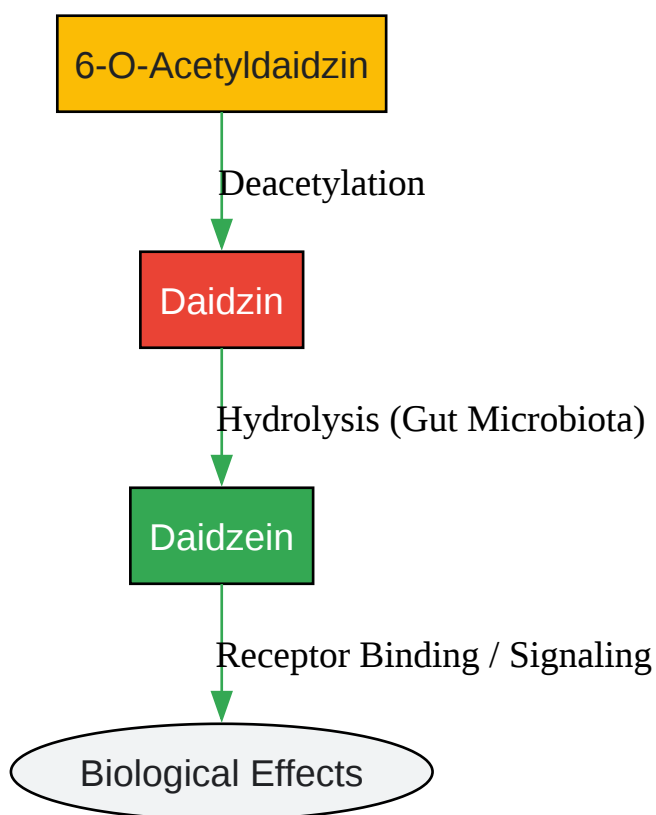 6-O-Acetyldaidzin
Deacetylation
Daidzin
Hydrolysis (Gut Microbiota)
Daidzein
Receptor Binding / Signaling
Biological Effects